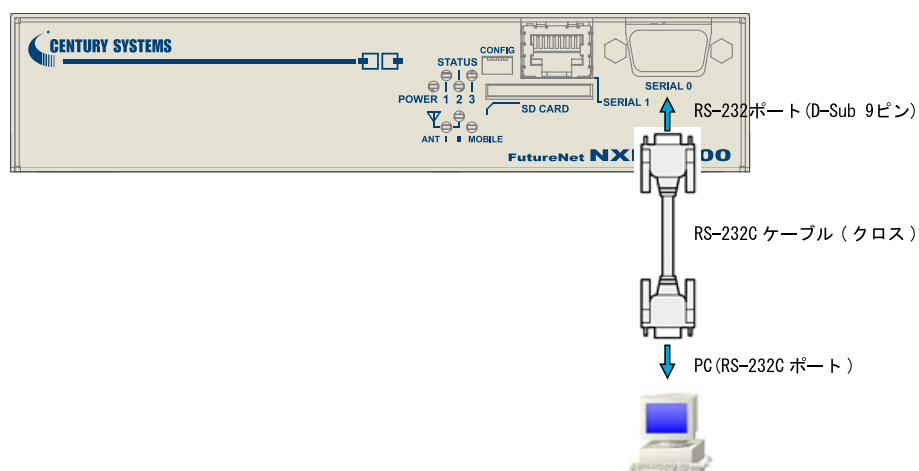 CENTURY SYSTEMS
CONFIG
STATUS
POWER 1 2 3
SD CARD
SERIAL 1
SERIAL 0
ANT I II MOBILE
FutureNet
RS-232ポート(D-Sub 9ピン)
RS-232C ケーブル ( クロス )
PC(RS-232C ポート )